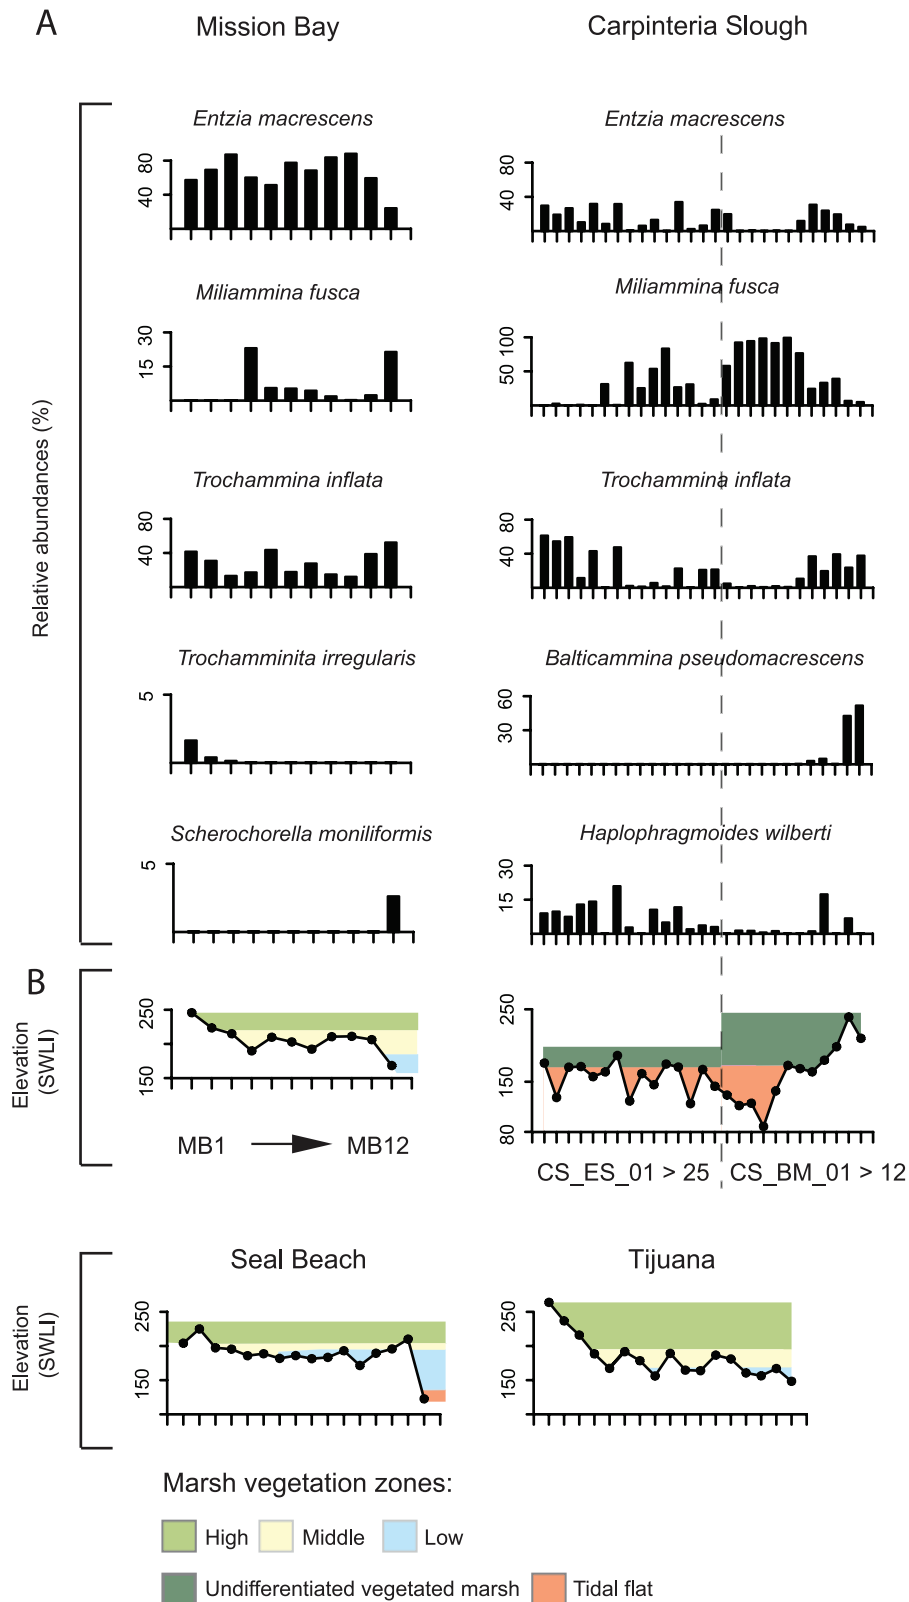 A
Mission Bay
Carpinteria Slough
Relative abundances (%)
Entzia macrescens
80
40
Entzia macrescens
80
40
Miliammina fusca
30
15
Miliammina fusca
100
50
Trochammina inflata
80
40
Trochammina inflata
80
40
Trochamminita irregularis
5
Balticammina pseudomacrescens
60
30
Scherochorella moniliformis
5
Haplophragmoides wilberti
30
15
B
Elevation
(SWLI)
250
150
MB1
MB12
250
150
80
CS_ES_01 > 25
CS_BM_01 > 12
Elevation
(SWLI)
Seal Beach
250
150
Tijuana
250
150
Marsh vegetation zones:
High
Middle
Low
Undifferentiated vegetated marsh
Tidal flat